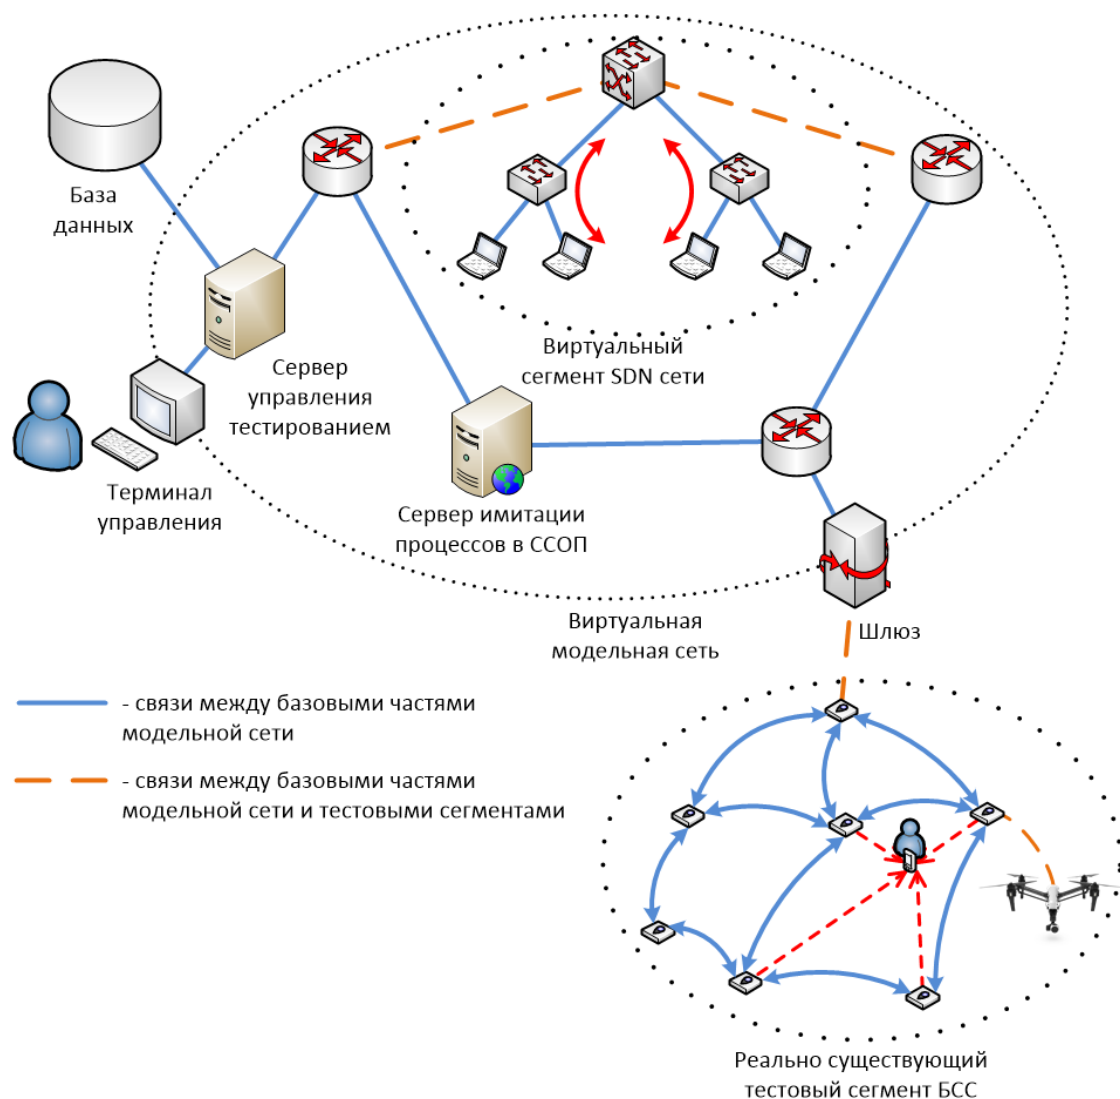 База
данных
Виртуальный
сегмент SDN сети
Сервер
управления
тестированием
Терминал
управления
Сервер имитации
процессов в ССОП
Виртуальная
модельная сеть
Шлюз
- связи между базовыми частями
модельной сети
- связи между базовыми частями
модельной сети и тестовыми сегментами
Реально существующий
тестовый сегмент БСС